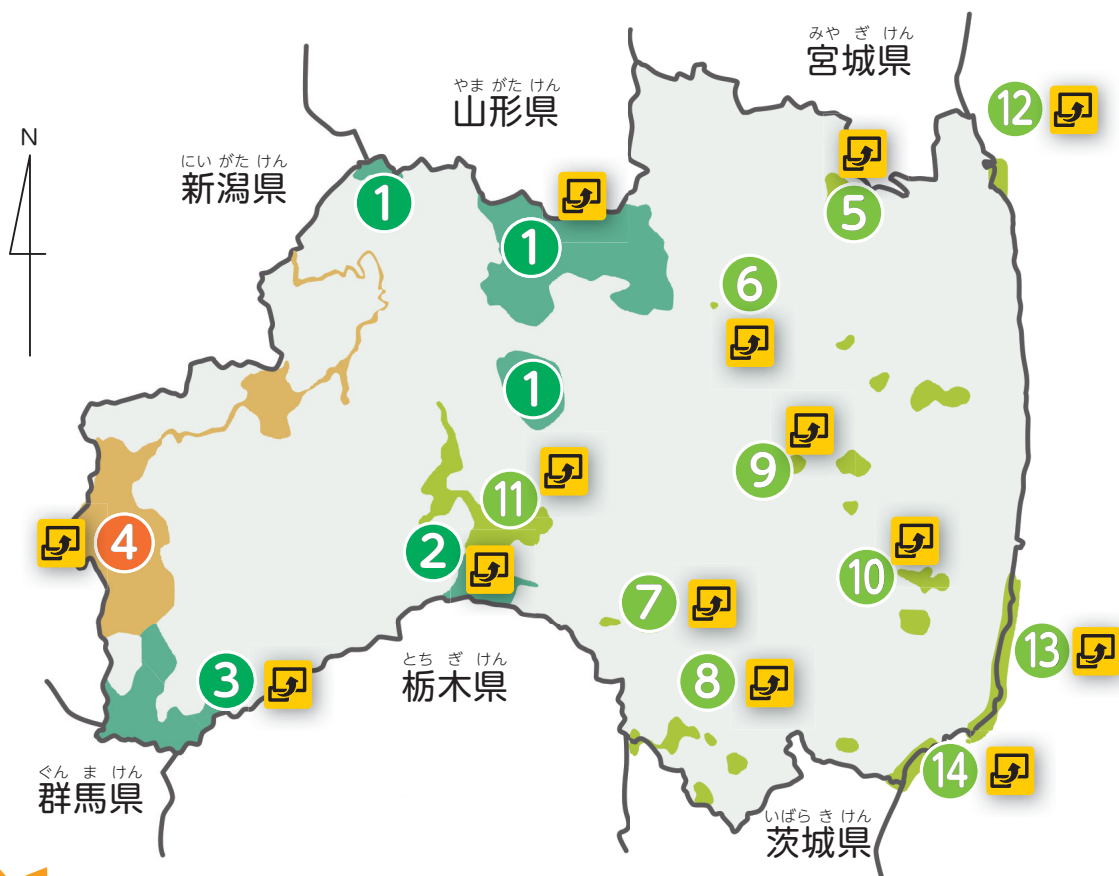 みや ぎ けん
宮城県
やま がた けん
山形県
12
N
にい がた けん
新潟県
1
5
1
6
1
9
11
4
2
10
7
13
3
とち ぎ けん
栃木県
8
ぐん ま けん
群馬県
14
いばら き けん
茨城県